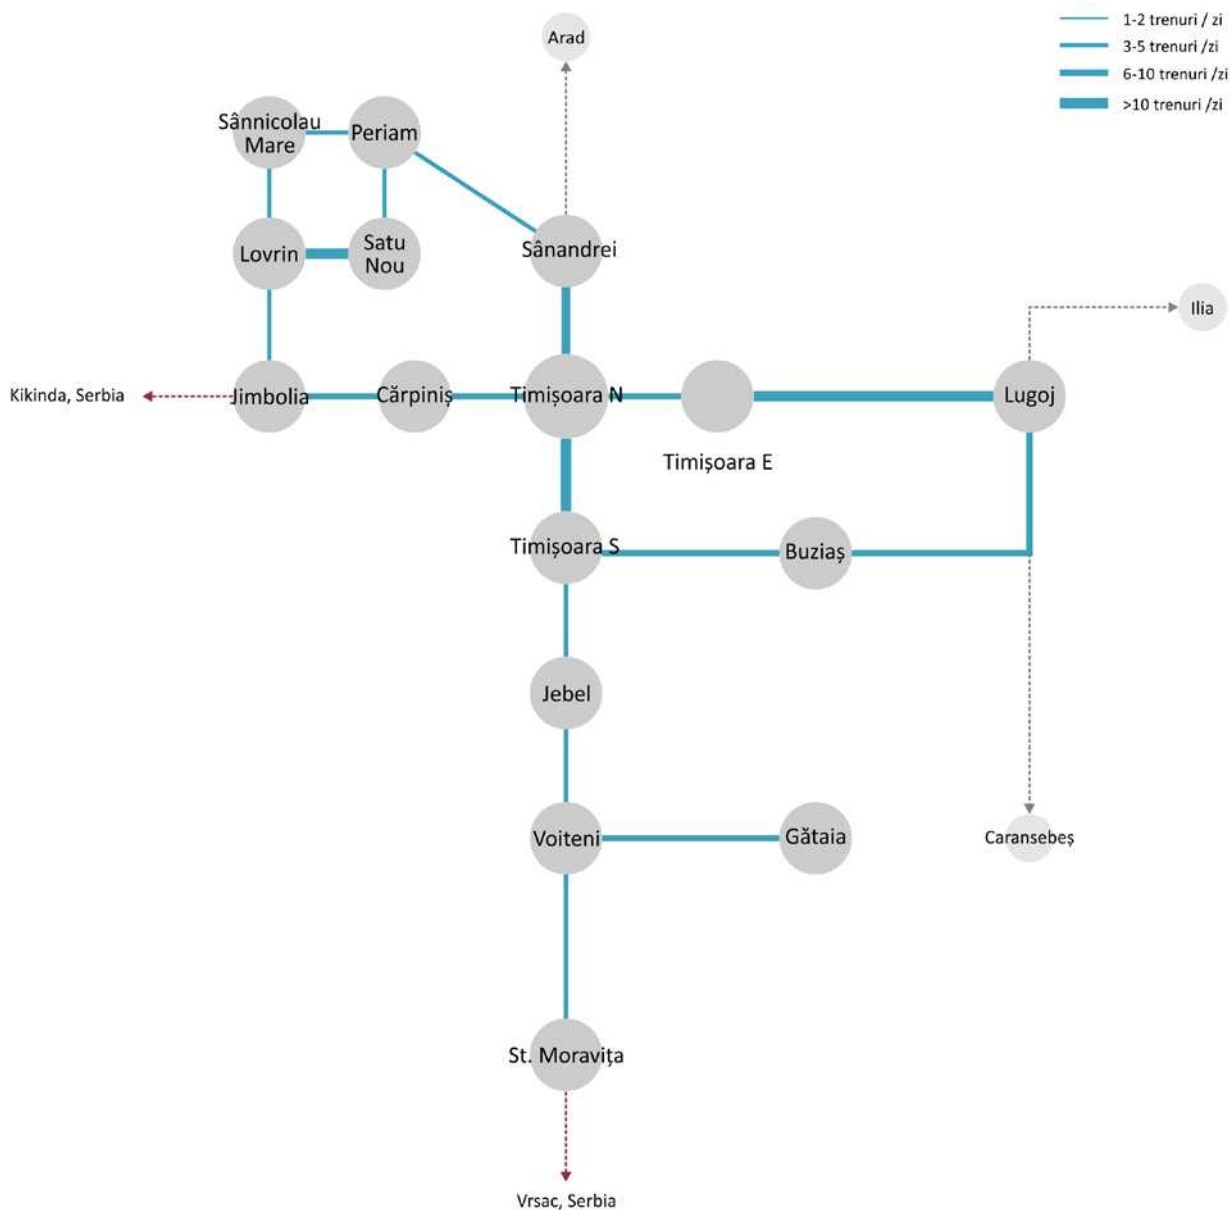 1-2 trenuri / zi
3-5 trenuri /zi
6-10 trenuri /zi
>10 trenuri /zi
Arad
Sânnicolau
Mare
Periam
Lovrin
Satu
Nou
Sânandrei
Ilia
Kikinda, Serbia
Jimbolia
Cărpiniș
Timișoara N
Lugoj
Timișoara E
Timișoara S
Buziaș
Jebel
Voiteni
Gătaia
Caransebeș
St. Moravița
Vrsac, Serbia